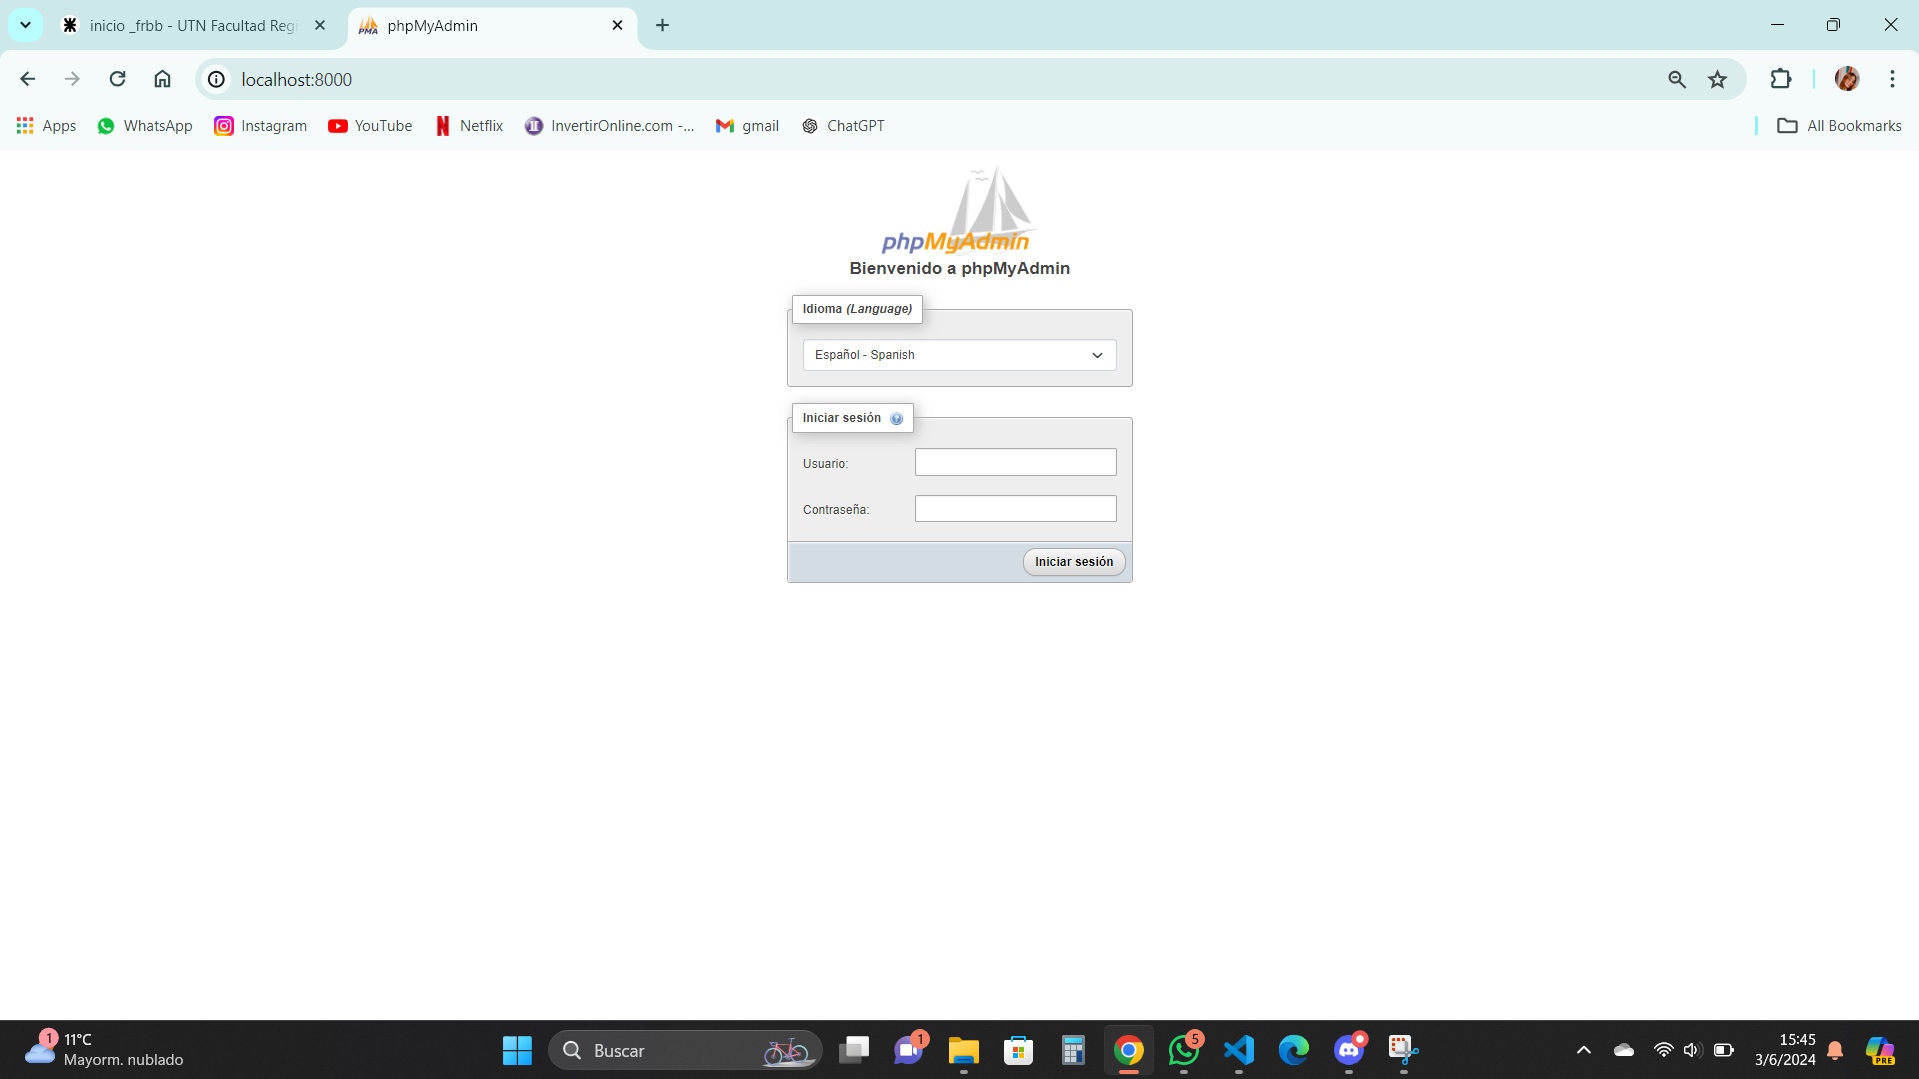 inicio _frbb - UTN Facultad Regi
phpMyAdmin
localhost:8000
Apps
WhatsApp
Instagram
YouTube
Netflix
InvertirOnline.com -...
gmail
ChatGPT
All Bookmarks
phpMyAdmin
Bienvenido a phpMyAdmin
Idioma (Language)
Español - Spanish
Iniciar sesión
Usuario:
Contraseña:
Iniciar sesión
1
11°C
Mayorm. nublado
Buscar
1
5
15:45
3/6/2024
PRE